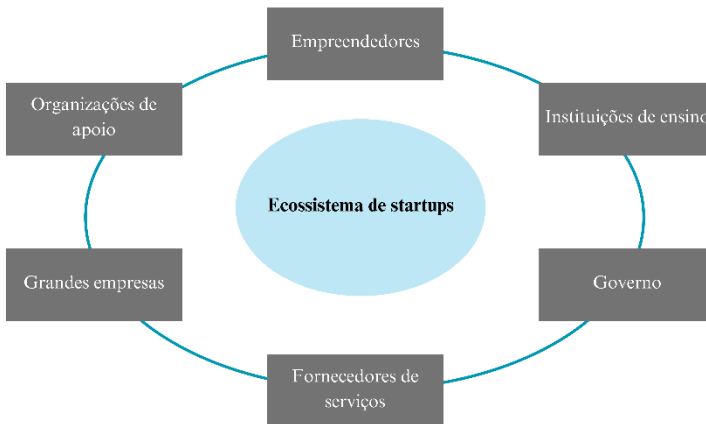 Empreendedores
Organizações de
apoio
Instituições de ensino
Ecossistema de startups
Grandes empresas
Governo
Fornecedores de
serviços